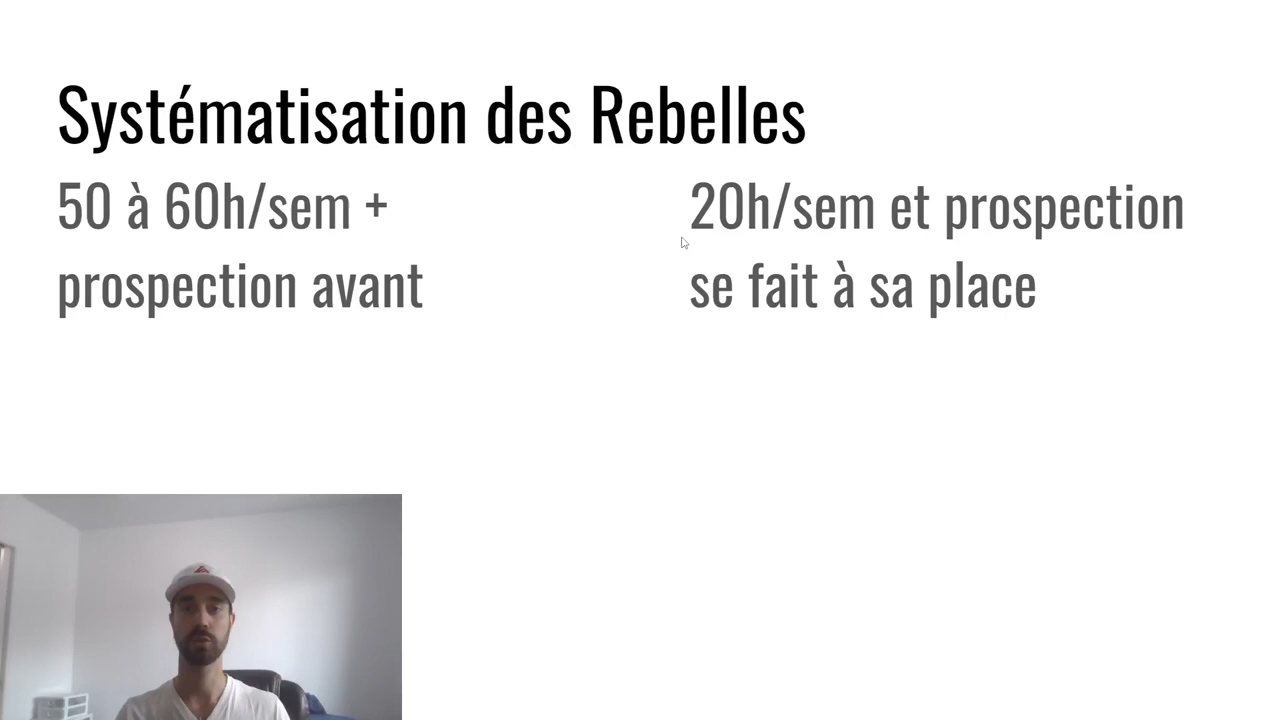 Systématisation des Rebelles
50 à 60h/sem +
prospection avant
20h/sem et prospection
se fait à sa place